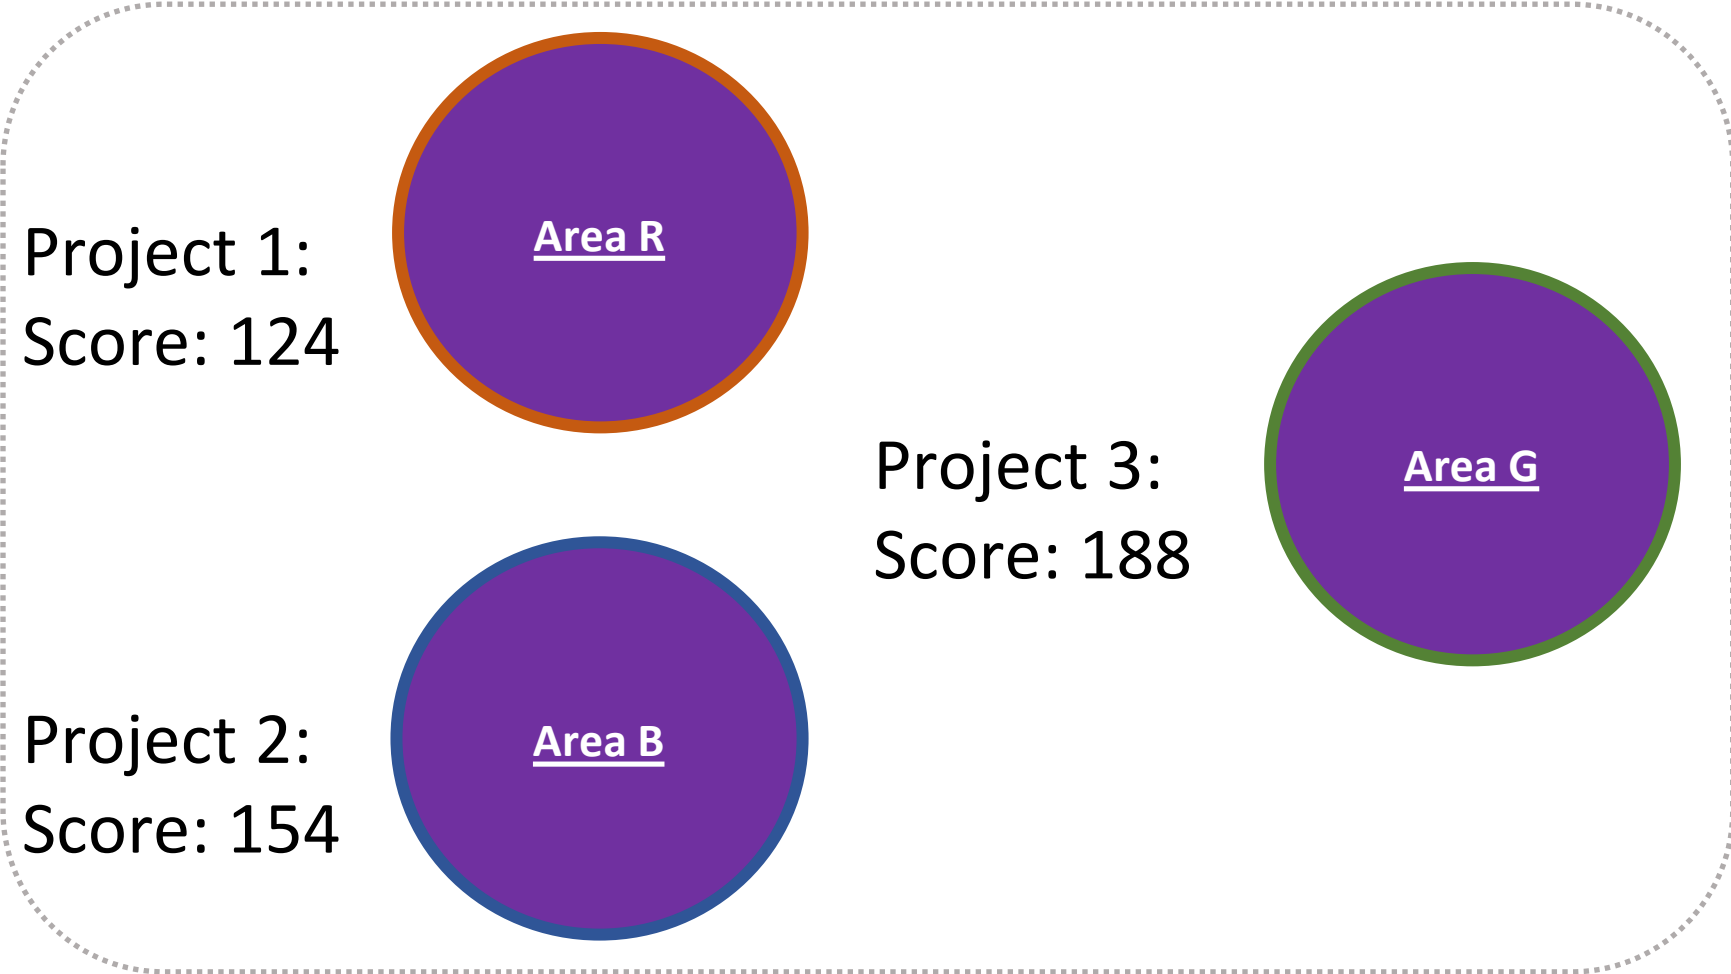 Project 1:
Score: 124
Area R
Project 2:
Score: 154
Area B
Project 3:
Score: 188
Area G